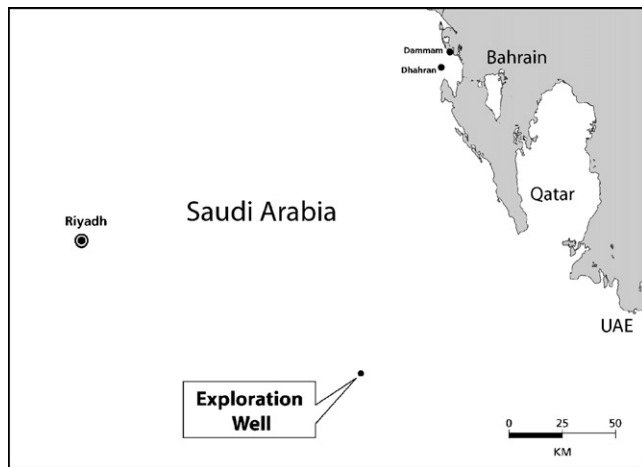 Dammam
Bahrain
Dhahran
Qatar
Saudi Arabia
Riyadh
UAE
Exploration
Well
0 25 50
KM